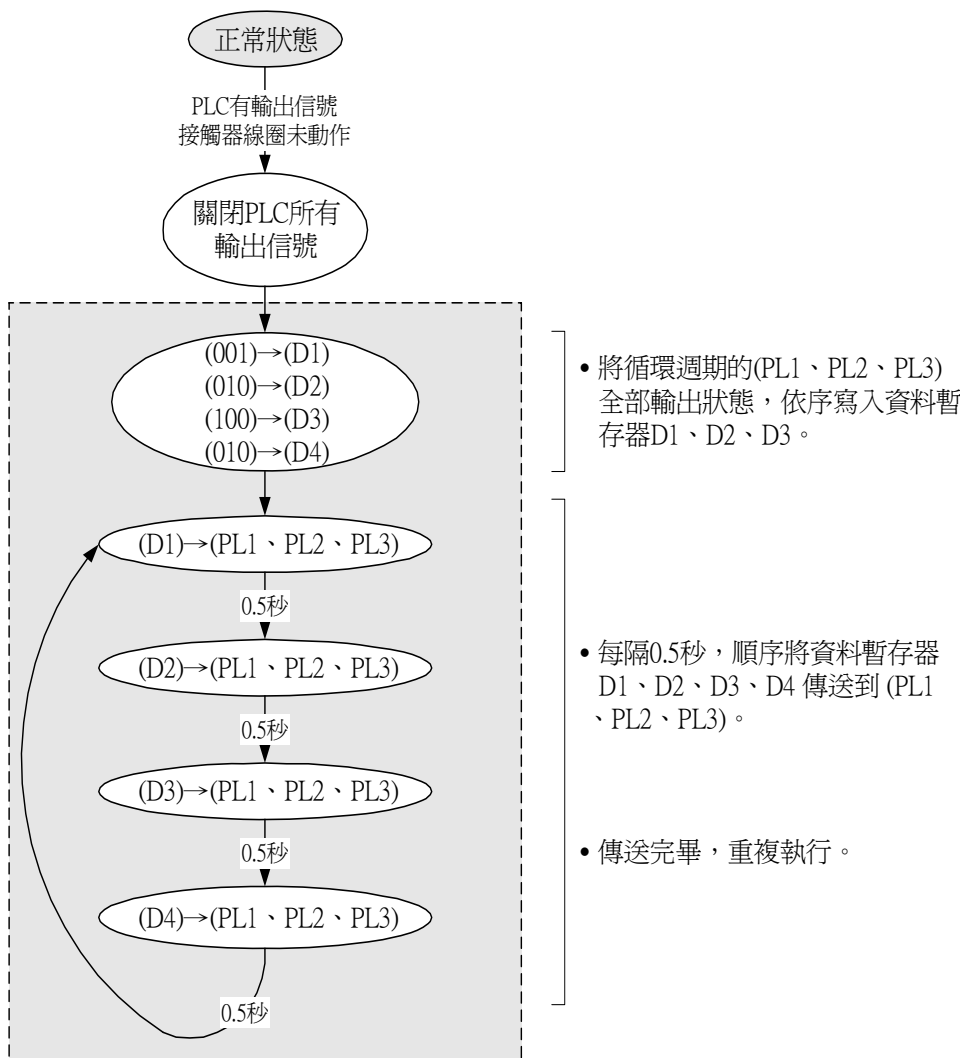 正常狀態
PLC有輸出信號
接觸器線圈未動作
關閉PLC所有
輸出信號
(001)→(D1)
(010)→(D2)
(100)→(D3)
(010)→(D4)
• 將循環週期的(PL1、PL2、PL3)
全部輸出狀態，依序寫入資料暫
存器D1、D2、D3。
(D1)→(PL1、PL2、PL3)
0.5秒
(D2)→(PL1、PL2、PL3)
0.5秒
(D3)→(PL1、PL2、PL3)
0.5秒
(D4)→(PL1、PL2、PL3)
0.5秒
• 每隔0.5秒，順序將資料暫存器
D1、D2、D3、D4 傳送到 (PL1
、PL2、PL3)。
• 傳送完畢，重複執行。